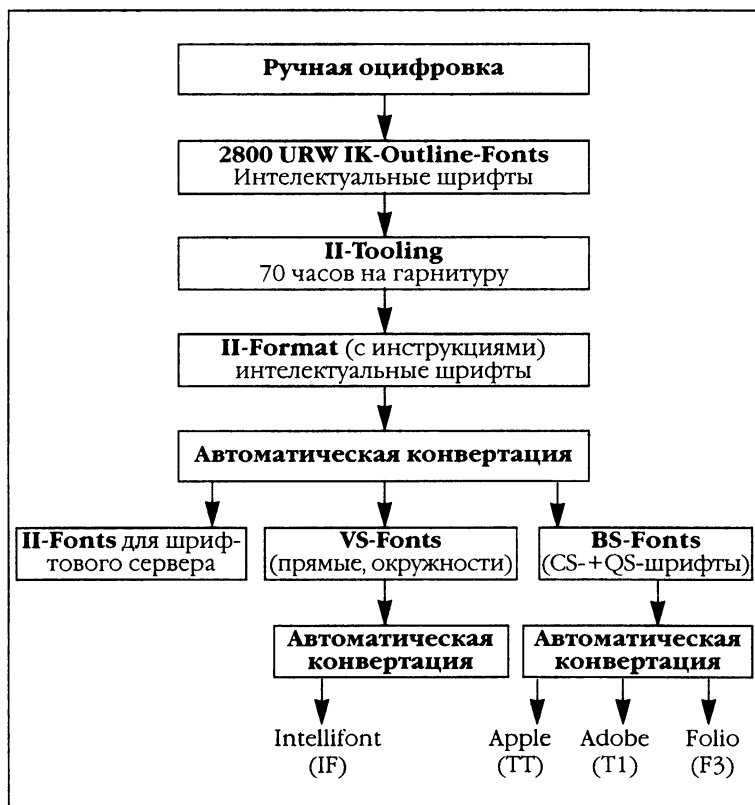 Ручная оцифровка
2800 URW IK-Outline-Fonts
Интелектуальные шрифты
II-Tooling
70 часов на гарнитуру
II-Format (с инструкциями)
интелектуальные шрифты
Автоматическая конвертация
II-Fonts для шриф-
тового сервера
VS-Fonts
(прямые, окружности)
BS-Fonts
(CS-+QS-шрифты)
Автоматическая
конвертация
Автоматическая
конвертация
Intellifont
(IF)
Apple
(TT)
Adobe
(T1)
Folio
(F3)